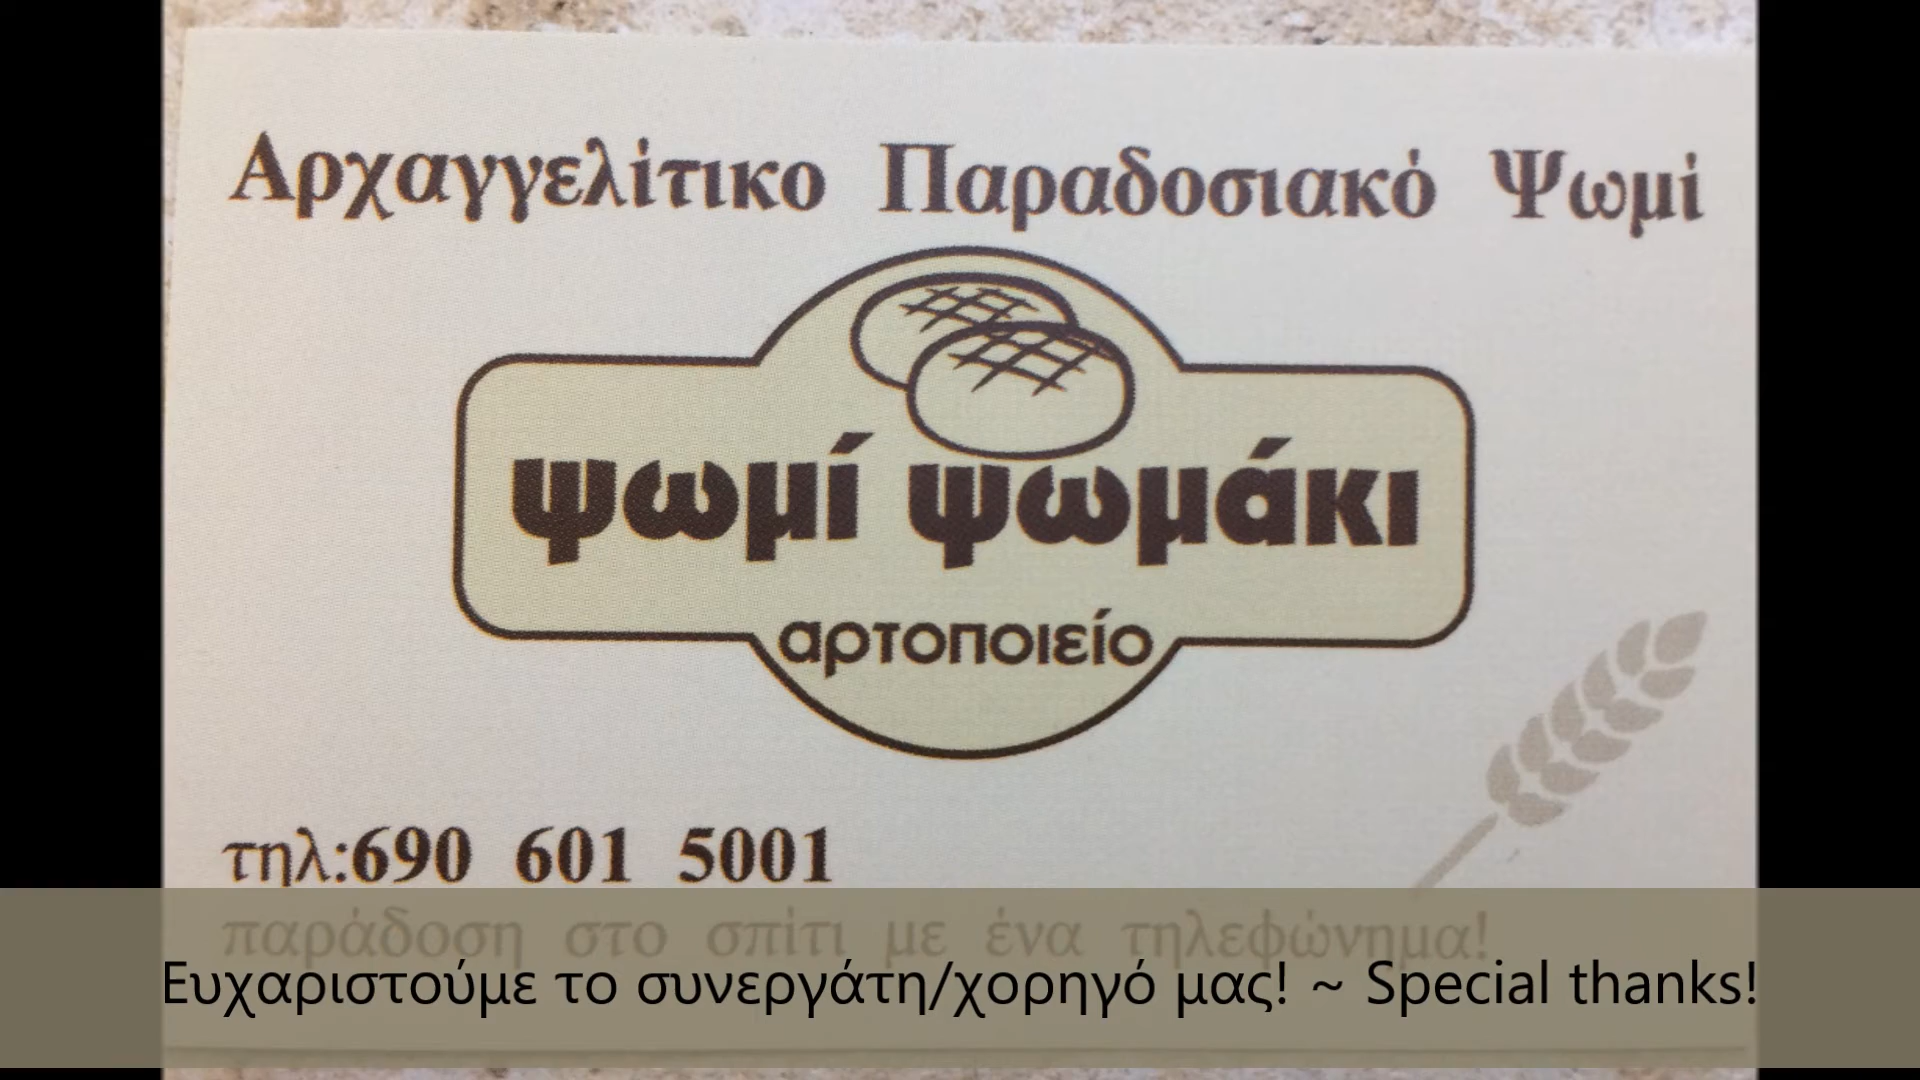 Αρχαγγελίτικο Παραδοσιακό Ψωμί
ψωμί ψωμάκι
αρτοποιείο
τηλ:690 601 5001
παράδοση στο σπίτι με ένα τηλεφώνημα!
Ευχαριστούμε το συνεργάτη/χορηγό μας! ~ Special thanks!